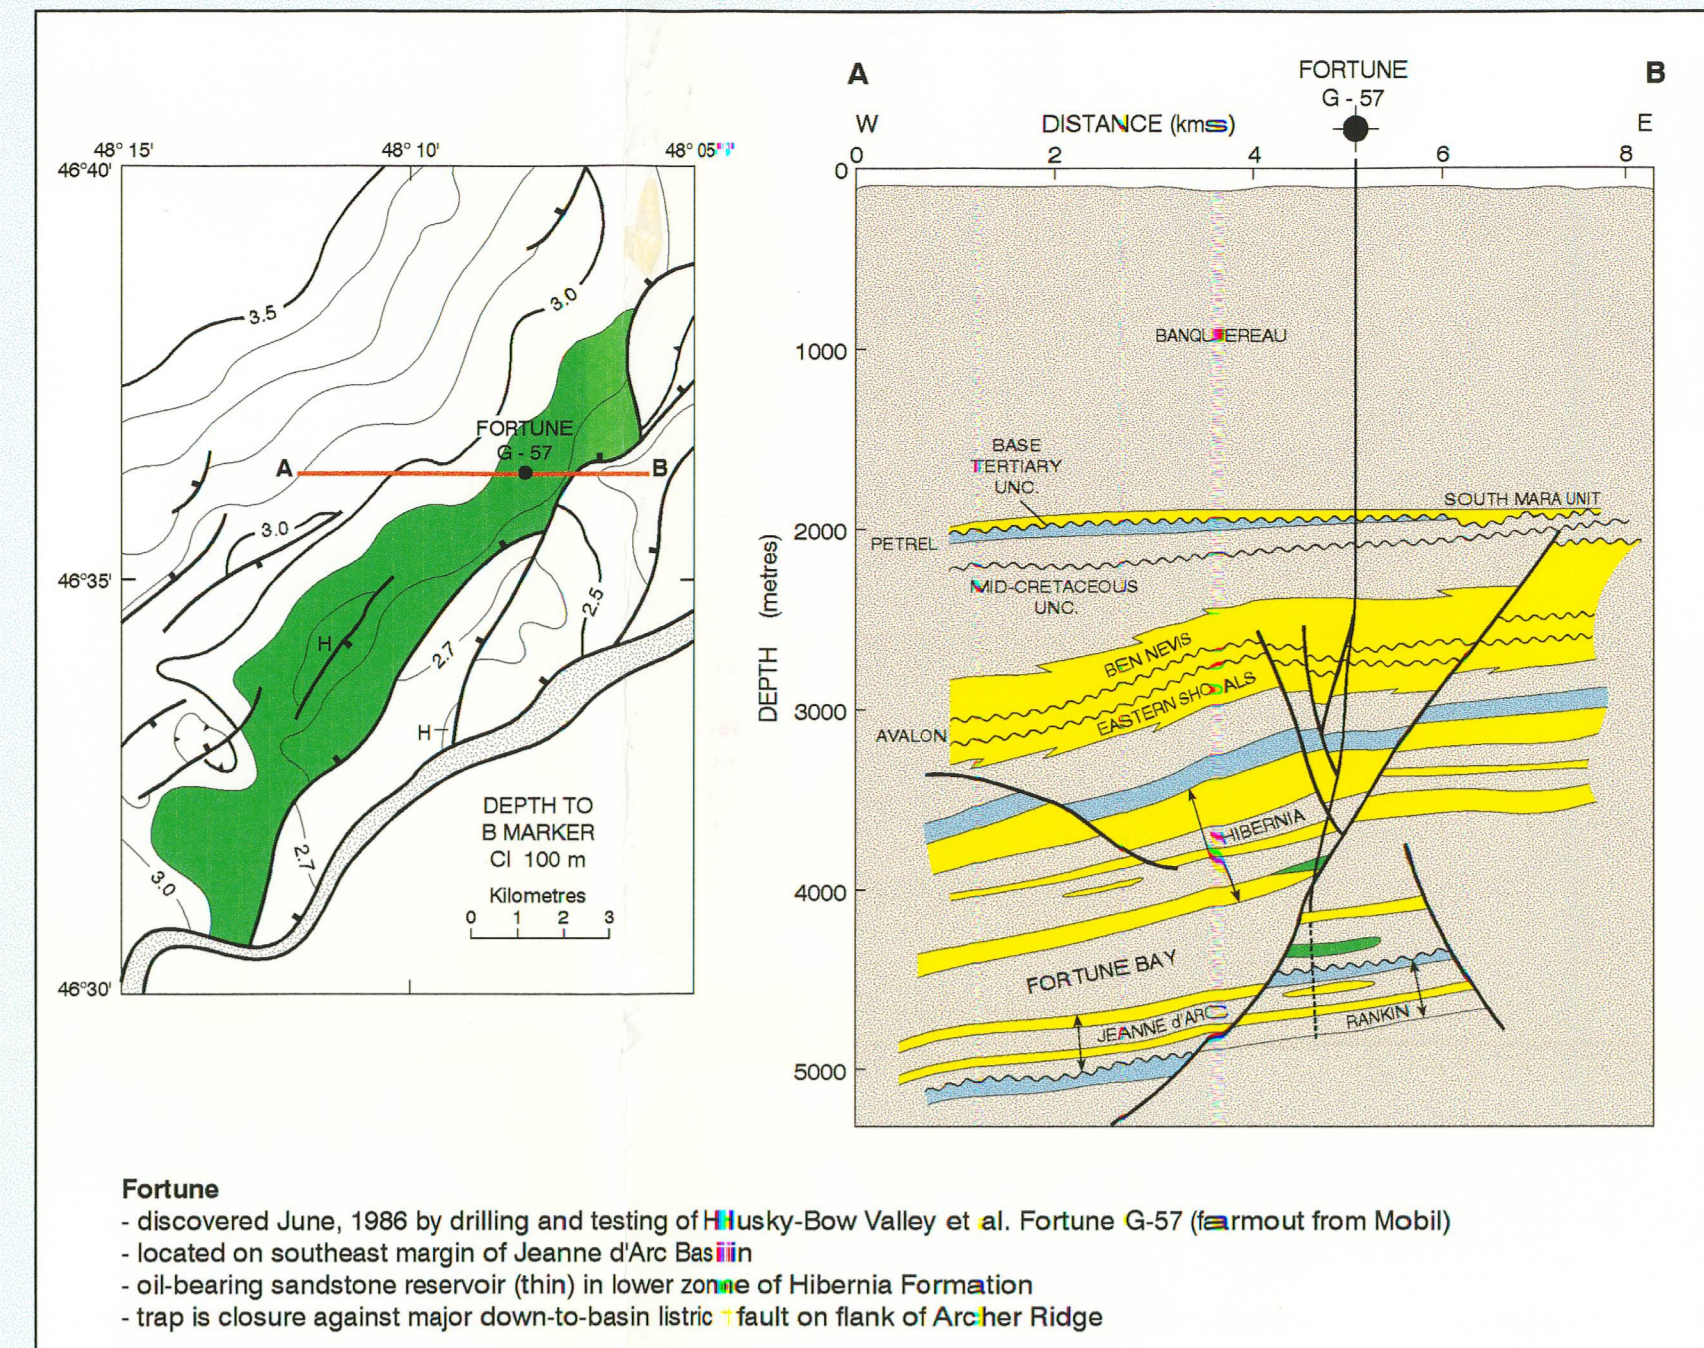 48° 15'
48° 10'
48° 05'
46°40'
3.5
3.0
FORTUNE
G - 57
A
B
3.0
46°35'
2.5
H
2.7
H
DEPTH TO
B MARKER
CI 100 m
2.7
3.0
Kilometres
0 1 2 3
46°30'
A
FORTUNE
G - 57
B
W
DISTANCE (kms)
E
0 2 4 6 8
0
BANQUEREAU
1000
BASE
TERTIARY
UNC.
SOUTH MARA UNIT
2000
PETREL
MID-CRETACEOUS
UNC.
DEPTH (metres)
BEN NEVIS
EASTERN SHOALS
3000
AVALON
HIBERNIA
4000
FORTUNE BAY
JEANNE d'ARC
RANKIN
5000
Fortune
- discovered June, 1986 by drilling and testing of Husky-Bow Valley et al. Fortune G-57 (farmout from Mobil)
- located on southeast margin of Jeanne d'Arc Basin
- oil-bearing sandstone reservoir (thin) in lower zone of Hibernia Formation
- trap is closure against major down-to-basin listric fault on flank of Archer Ridge